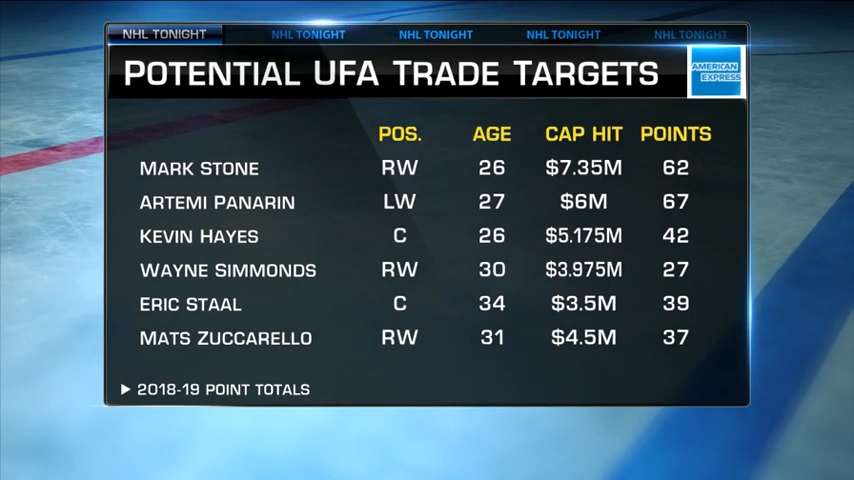 NHL TONIGHT NHL TONIGHT NHL TONIGHT NHL TONIGHT NHL TONIGHT
POTENTIAL UFA TRADE TARGETS
AMERICAN
EXPRESS
POS. AGE CAP HIT POINTS
MARK STONE RW 26 $7.35M 62
ARTEMI PANARIN LW 27 $6M 67
KEVIN HAYES C 26 $5.175M 42
WAYNE SIMMONDS RW 30 $3.975M 27
ERIC STAAL C 34 $3.5M 39
MATS ZUCCARELLO RW 31 $4.5M 37
2018-19 POINT TOTALS